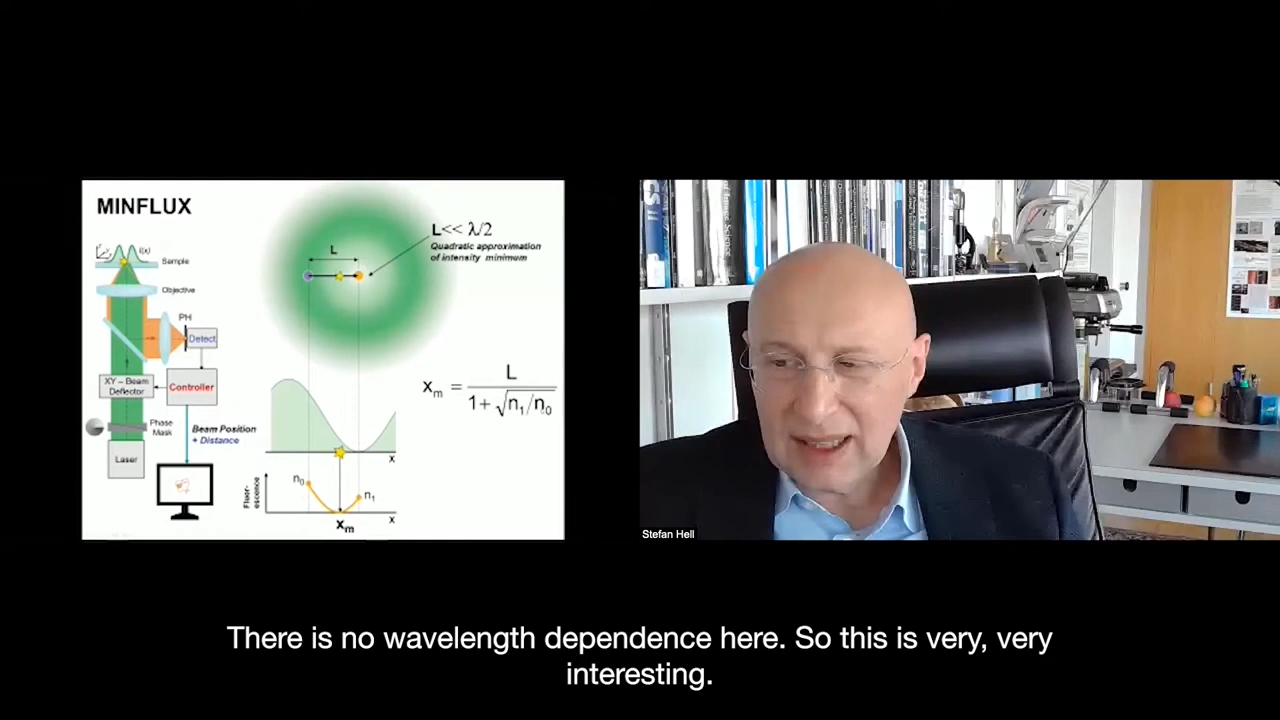 MINFLUX
I(x)
Sample
Objective
PH
Detect
XY – Beam
Deflector
Controller
Phase
Mask
Laser
Beam Position
+ Distance
L
L<< λ/2
Quadratic approximation
of intensity minimum
x
n₀
n₁
Fluor-
escence
xₘ
x
xₘ = L / (1+ √n₁/n₀)
Stefan Hell
There is no wavelength dependence here. So this is very, very
interesting.